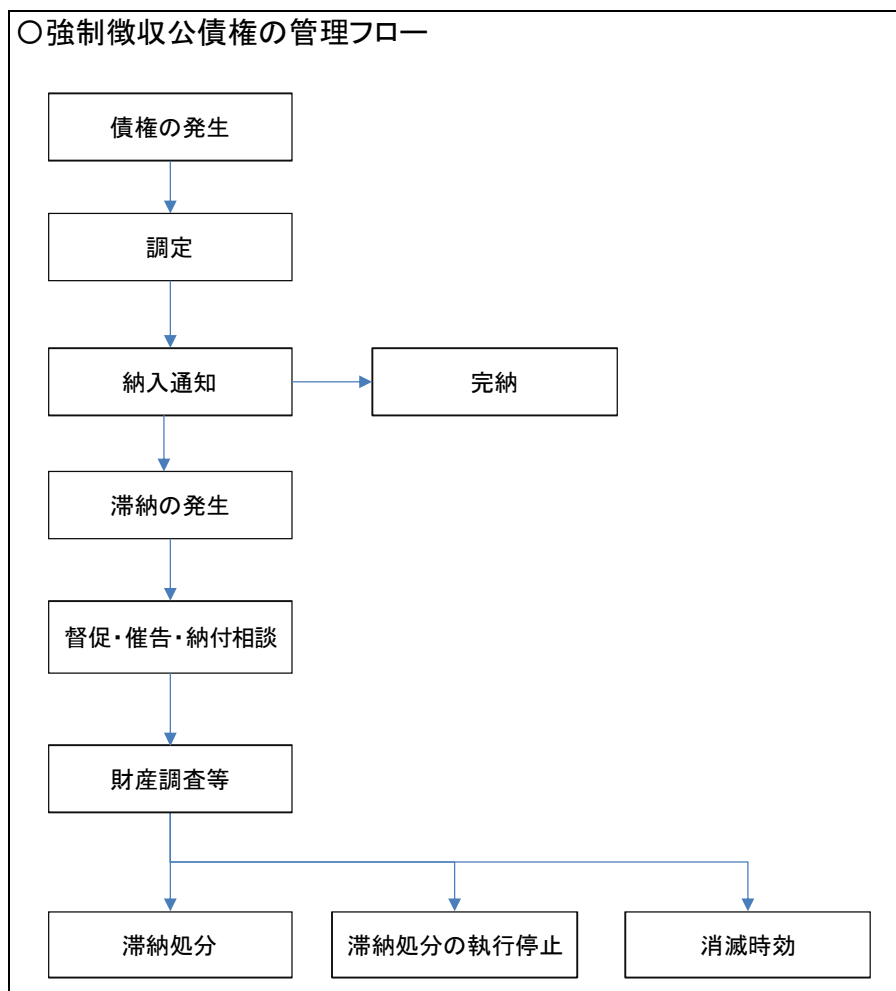 〇強制徴収公債権の管理フロー
債権の発生
調定
納入通知
完納
滞納の発生
督促・催告・納付相談
財産調査等
滞納処分
滞納処分の執行停止
消滅時効